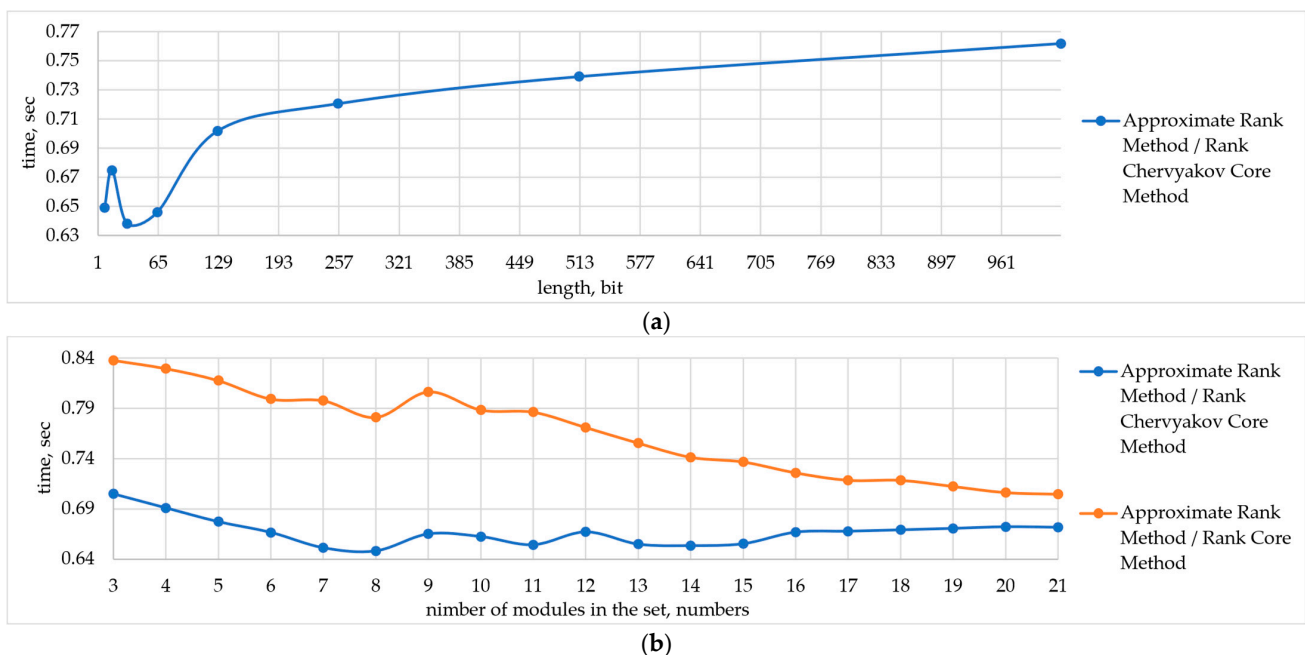 0.77
0.75
0.73
0.71
0.69
0.67
0.65
0.63
time, sec
1 65 129 193 257 321 385 449 513 577 641 705 769 833 897 961
length, bit
Approximate Rank
Method / Rank
Chervyakov Core
Method
(a)
0.84
0.79
0.74
0.69
0.64
time, sec
3 4 5 6 7 8 9 10 11 12 13 14 15 16 17 18 19 20 21
nimber of modules in the set, numbers
Approximate Rank
Method / Rank
Chervyakov Core
Method
Approximate Rank
Method / Rank Core
Method
(b)